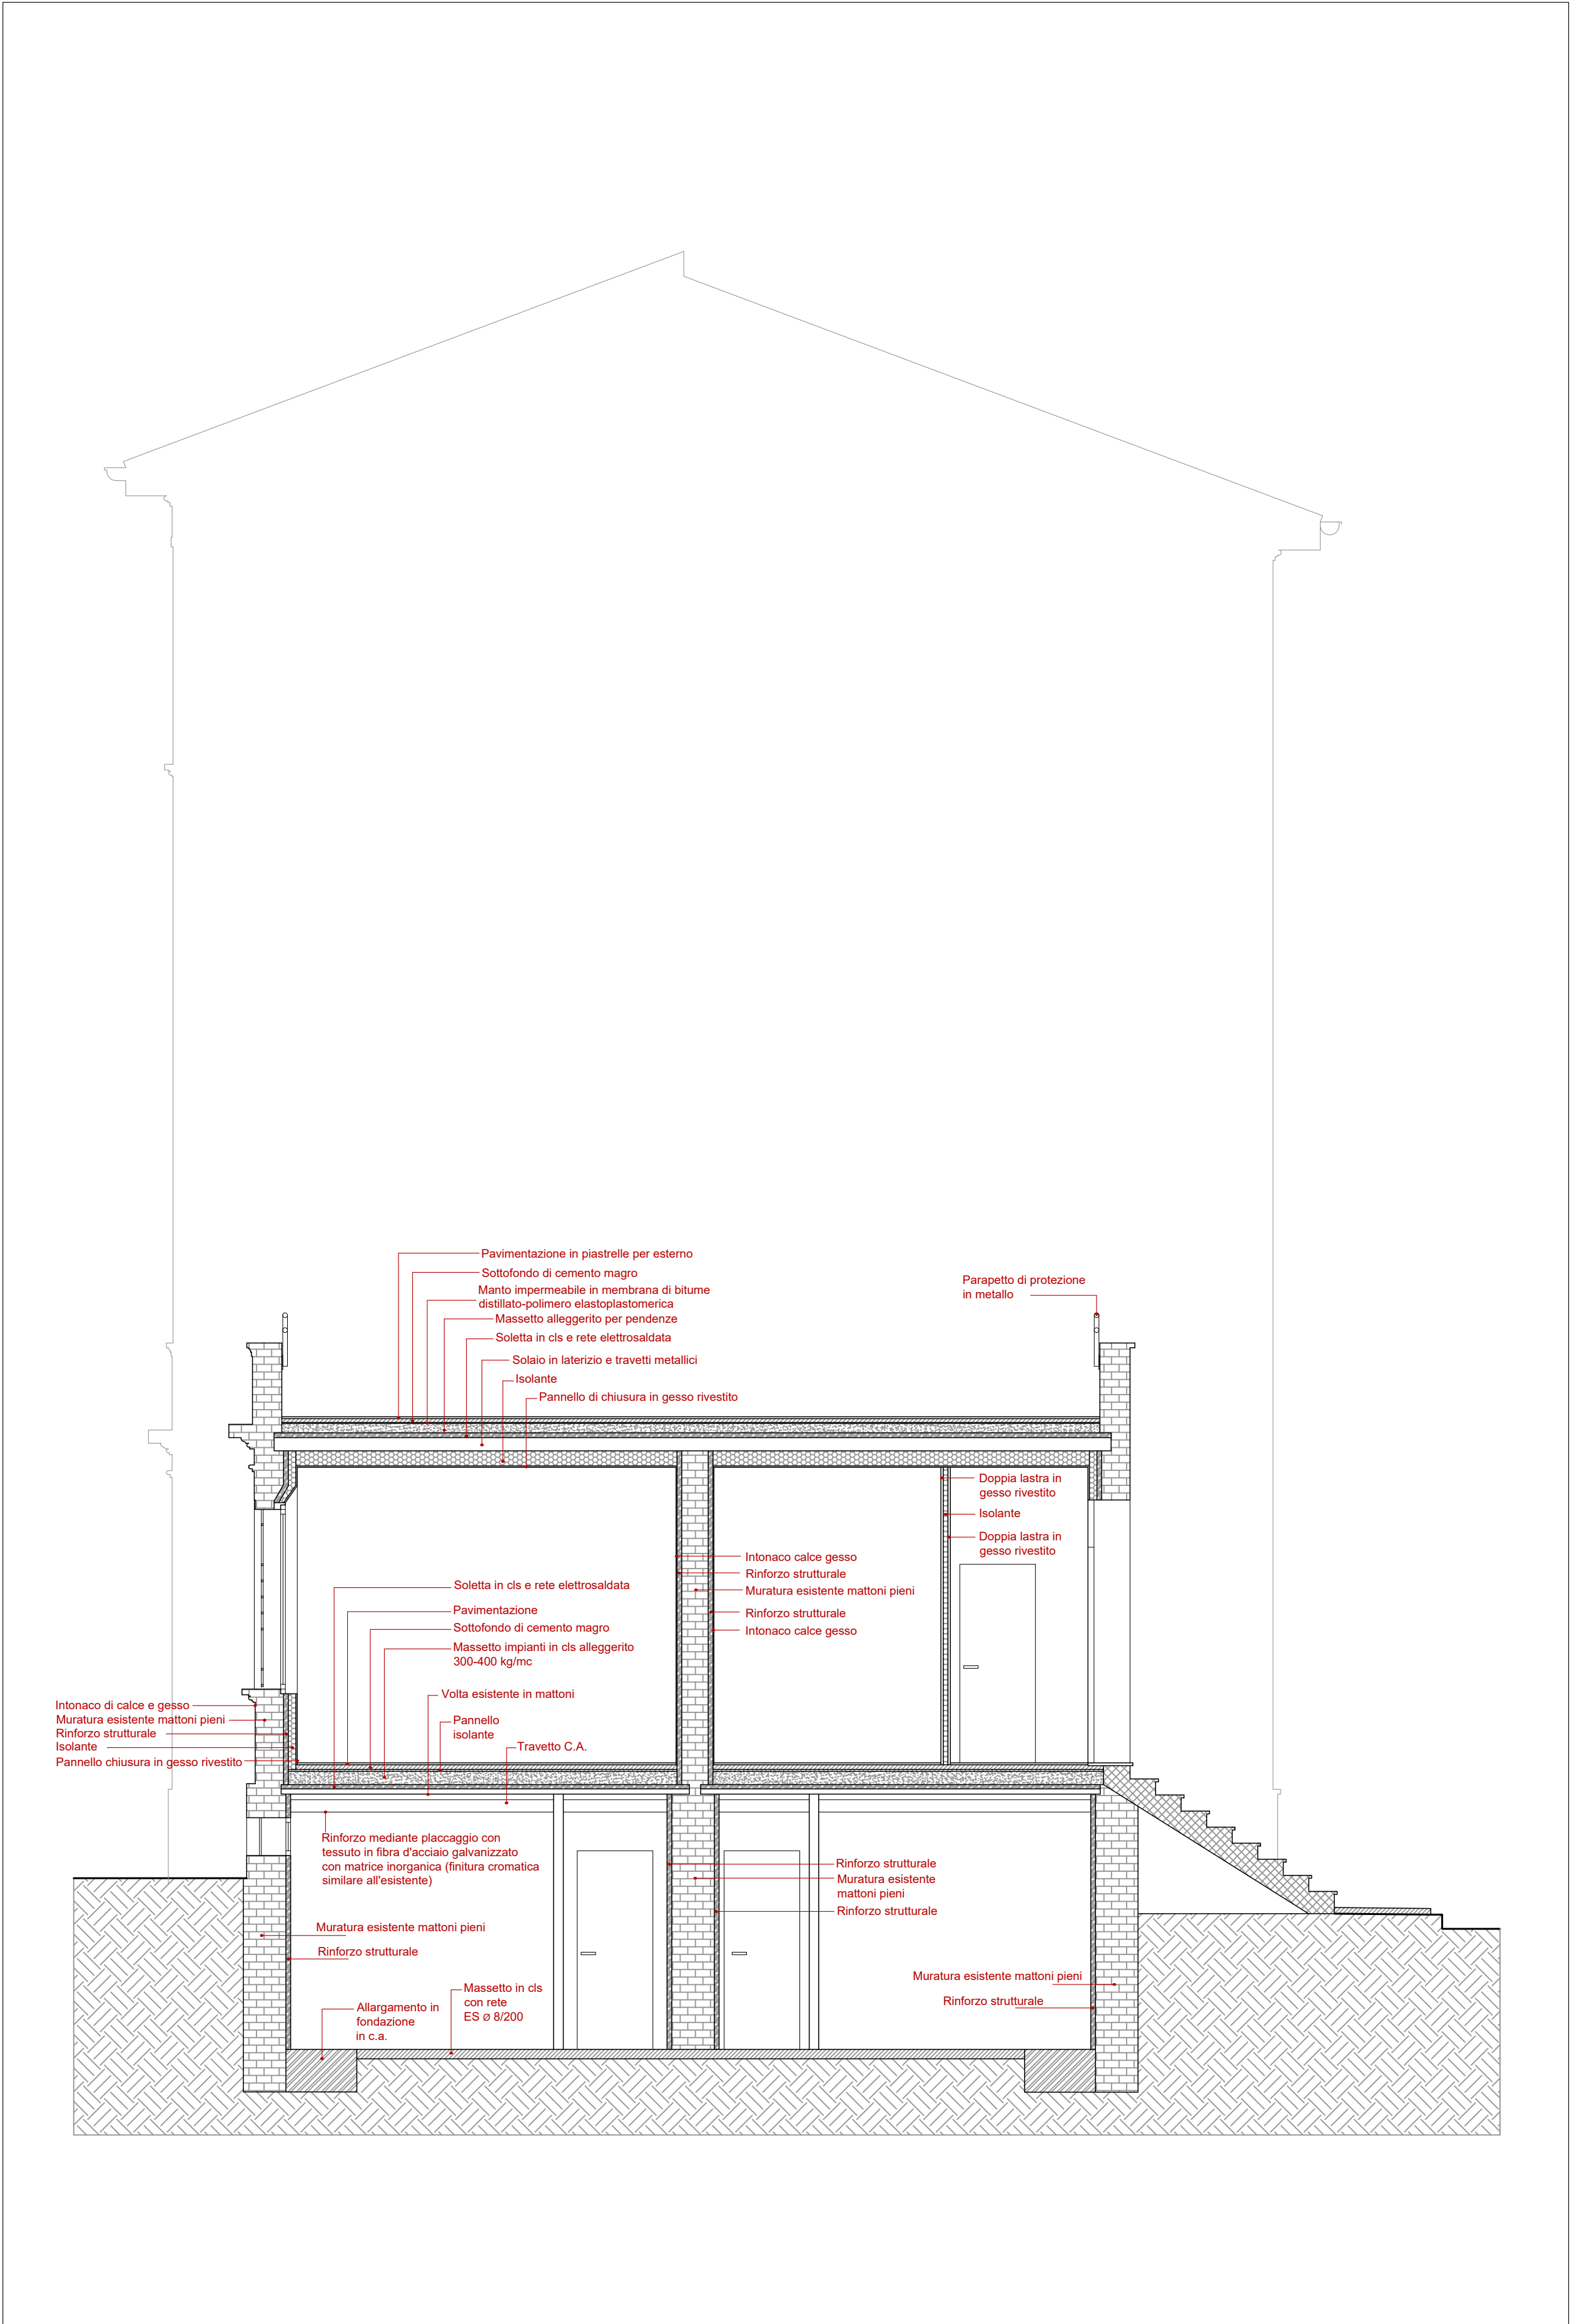 Pavimentazione in piastrelle per esterno
Sottofondo di cemento magro
Manto impermeabile in membrana di bitume
distillato-polimero elastoplastomerica
Massetto alleggerito per pendenze
Soletta in cls e rete elettrosaldata
Solaio in laterizio e travetti metallici
Isolante
Pannello di chiusura in gesso rivestito
Parapetto di protezione
in metallo
Doppia lastra in
gesso rivestito
Isolante
Doppia lastra in
gesso rivestito
Intonaco calce gesso
Rinforzo strutturale
Muratura esistente mattoni pieni
Rinforzo strutturale
Intonaco calce gesso
Soletta in cls e rete elettrosaldata
Pavimentazione
Sottofondo di cemento magro
Massetto impianti in cls alleggerito
300-400 kg/mc
Volta esistente in mattoni
Pannello
isolante
Travetto C.A.
Intonaco di calce e gesso
Muratura esistente mattoni pieni
Rinforzo strutturale
Isolante
Pannello chiusura in gesso rivestito
Rinforzo mediante placcaggio con
tessuto in fibra d'acciaio galvanizzato
con matrice inorganica (finitura cromatica
similare all'esistente)
Rinforzo strutturale
Muratura esistente
mattoni pieni
Rinforzo strutturale
Muratura esistente mattoni pieni
Rinforzo strutturale
Massetto in cls
con rete
ES ø 8/200
Allargamento in
fondazione
in c.a.
Muratura esistente mattoni pieni
Rinforzo strutturale